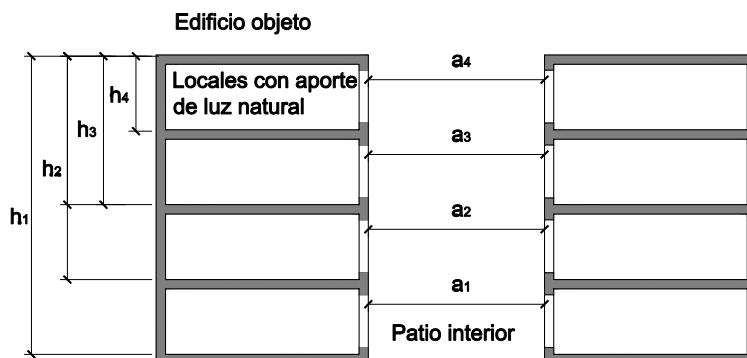 Edificio objeto
Locales con aporte
de luz natural
h4
h3
h2
h1
a4
a3
a2
a1
Patio interior